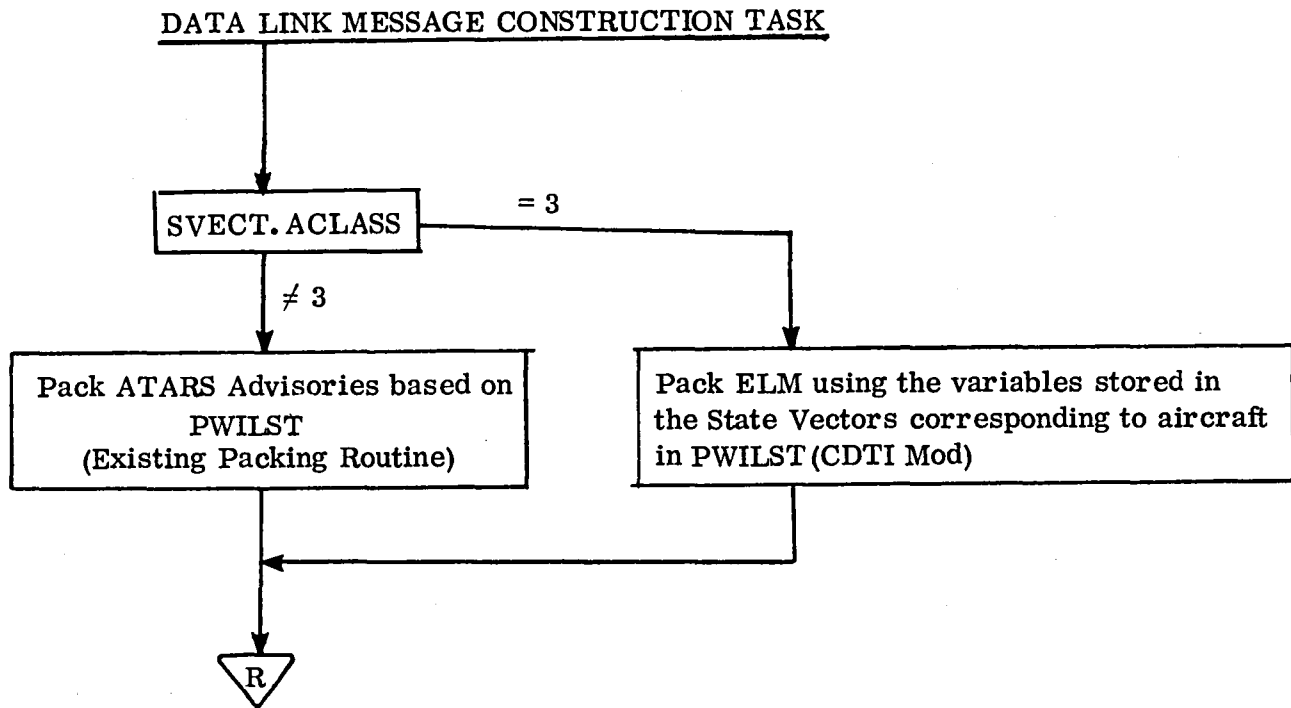 DATA LINK MESSAGE CONSTRUCTION TASK
SVECT. ACLASS
= 3
≠ 3
Pack ATARS Advisories based on
PWILST
(Existing Packing Routine)
Pack ELM using the variables stored in
the State Vectors corresponding to aircraft
in PWILST (CDTI Mod)
R